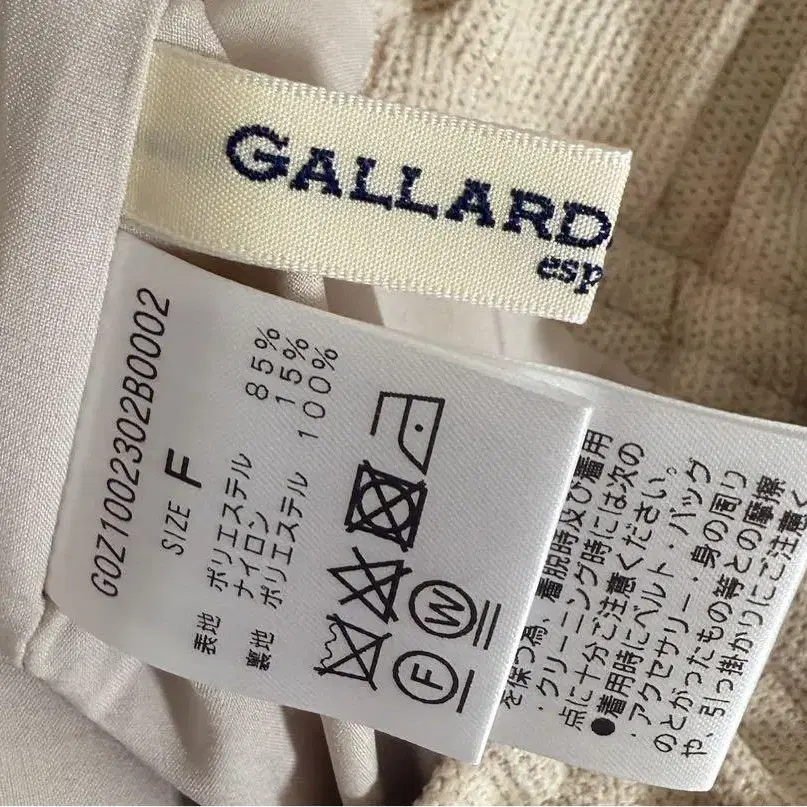 GALLARD
esp
G0Z1002302B0002
SIZE F
表地 ポリエステル 85%
ナイロン 15%
裏地 ポリエステル 100%
F
W
を保つ為、着脱時及び着用
・クリーニング時には次の
点に十分ご注意ください。
●着用時にベルト・バッグ
・アクセサリー・身の周り
のとがったもの等との摩擦
や、引っ掛かりにご注意く